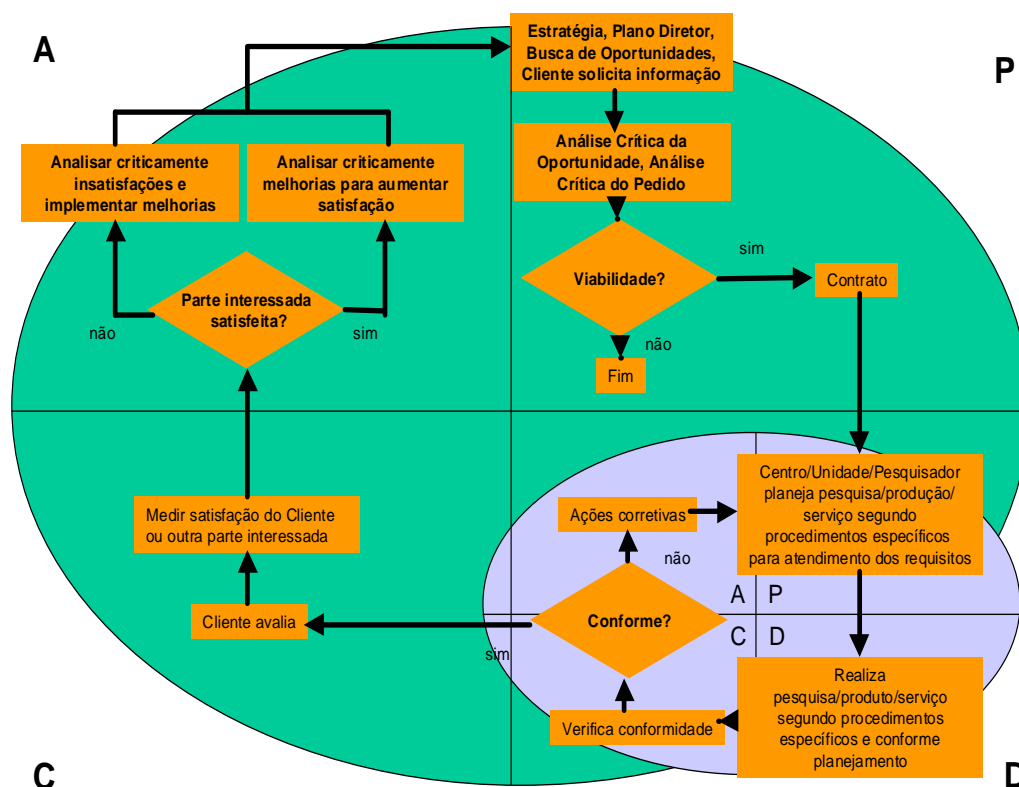 A
P
Estratégia, Plano Diretor,
Busca de Oportunidades,
Cliente solicita informação
Análise Crítica da
Oportunidade, Análise
Crítica do Pedido
Analisar criticamente
insatisfações e
implementar melhorias
Analisar criticamente
melhorias para aumentar
satisfação
Viabilidade?
sim
Contrato
não
Fim
Parte interessada
satisfeita?
não
sim
Centro/Unidade/Pesquisador
planeja pesquisa/produção/
serviço segundo
procedimentos específicos
para atendimento dos requisitos
Ações corretivas
não
Medir satisfação do Cliente
ou outra parte interessada
A
P
C
D
Conforme?
sim
Cliente avalia
Realiza
pesquisa/produto/serviço
segundo procedimentos
específicos e conforme
planejamento
Verifica conformidade
C
D